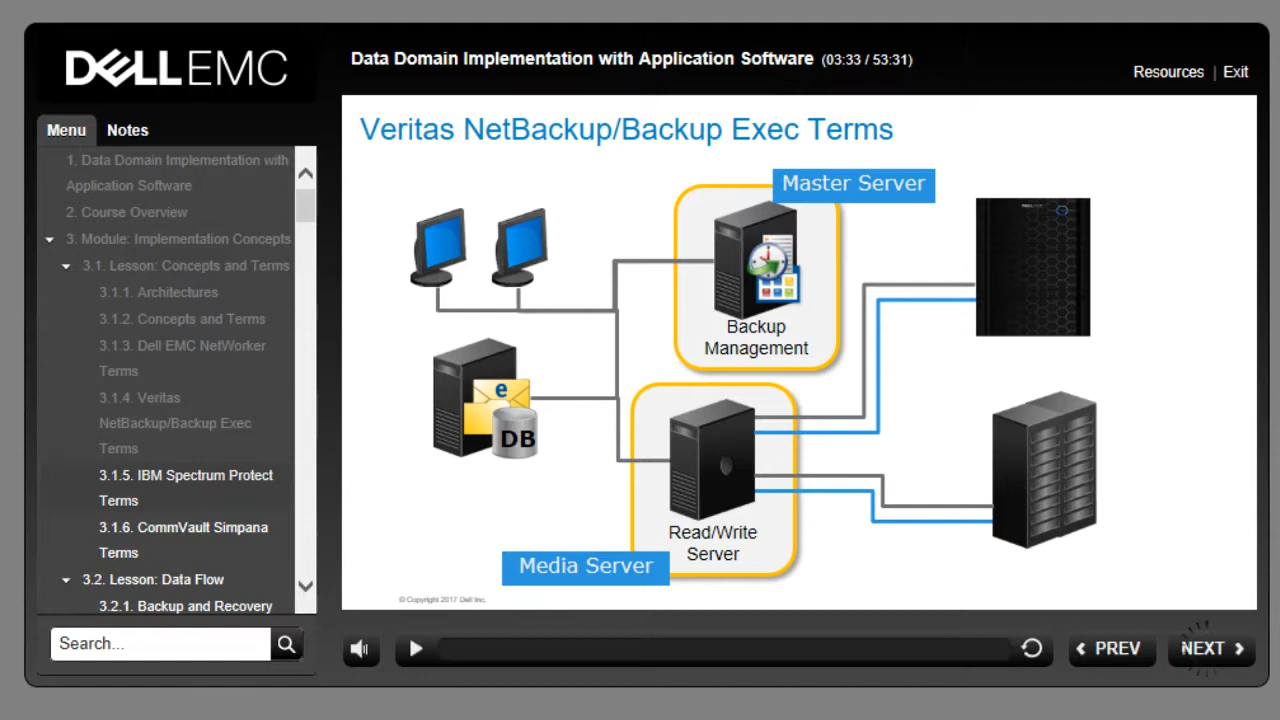 DELLEMC
Data Domain Implementation with Application Software (03:33 / 53:31)
Resources | Exit
Menu
Notes
1. Data Domain Implementation with
Application Software
2. Course Overview
3. Module: Implementation Concepts
3.1. Lesson: Concepts and Terms
3.1.1. Architectures
3.1.2. Concepts and Terms
3.1.3. Dell EMC NetWorker
Terms
3.1.4. Veritas
NetBackup/Backup Exec
Terms
3.1.5. IBM Spectrum Protect
Terms
3.1.6. CommVault Simpana
Terms
3.2. Lesson: Data Flow
3.2.1. Backup and Recovery
Search...
Veritas NetBackup/Backup Exec Terms
Master Server
Backup
Management
e
DB
Read/Write
Server
Media Server
© Copyright 2017 Dell Inc.
PREV
NEXT